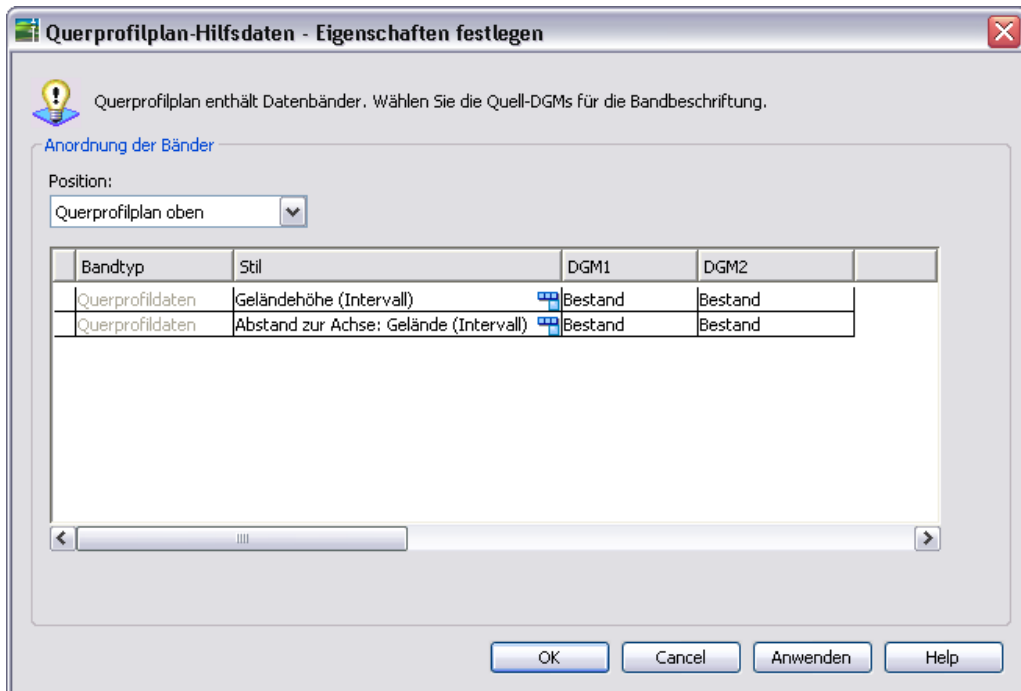 Querprofilplan-Hilfsdaten - Eigenschaften festlegen
Querprofilplan enthält Datenbänder. Wählen Sie die Quell-DGMs für die Bandbeschriftung.
Anordnung der Bänder
Position:
Querprofilplan oben
Bandtyp Stil DGM1 DGM2
Querprofildaten Geländehöhe (Intervall) Bestand Bestand
Querprofildaten Abstand zur Achse: Gelände (Intervall) Bestand Bestand
OK Cancel Anwenden Help